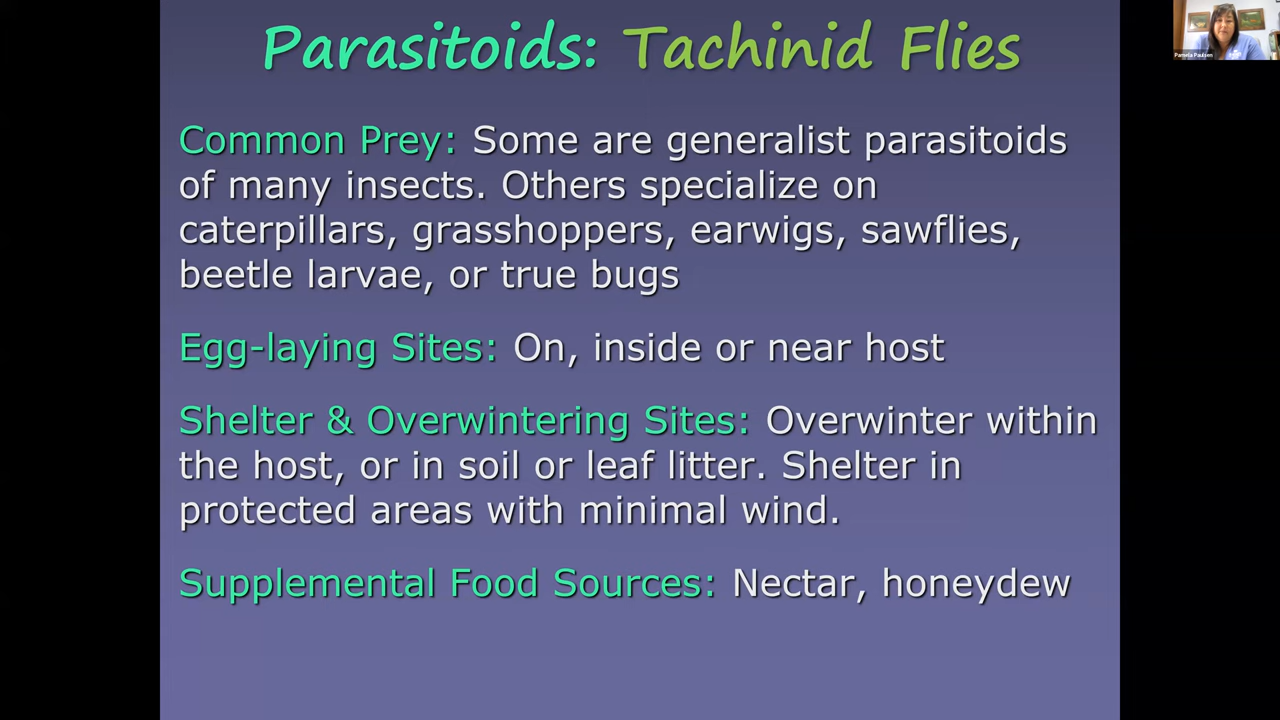 Parasitoids: Tachinid Flies
Common Prey: Some are generalist parasitoids
of many insects. Others specialize on
caterpillars, grasshoppers, earwigs, sawflies,
beetle larvae, or true bugs
Egg-laying Sites: On, inside or near host
Shelter & Overwintering Sites: Overwinter within
the host, or in soil or leaf litter. Shelter in
protected areas with minimal wind.
Supplemental Food Sources: Nectar, honeydew
Pamela Paulsen